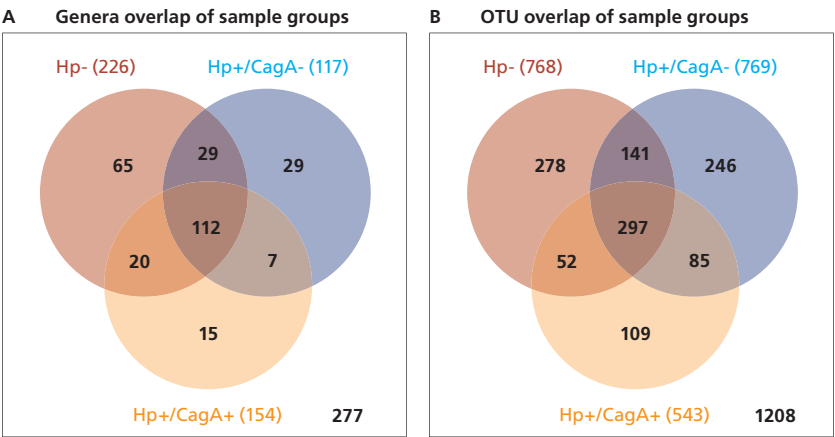 A Genera overlap of sample groups
Hp- (226) Hp+/CagA- (117)
65 29 29
112
20 7
15
Hp+/CagA+ (154) 277
B OTU overlap of sample groups
Hp- (768) Hp+/CagA- (769)
278 141 246
297
52 85
109
Hp+/CagA+ (543) 1208